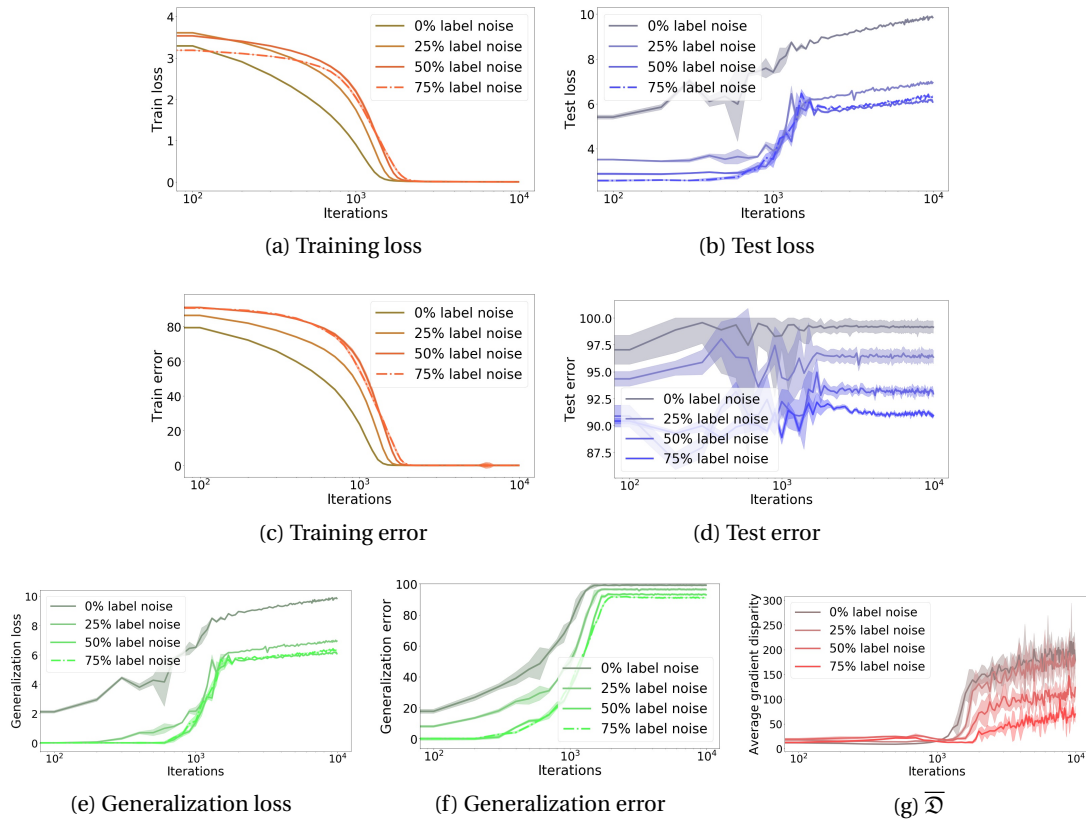 4
3
2
1
0
Train loss
0% label noise
25% label noise
50% label noise
75% label noise
10²
10³
10⁴
Iterations
(a) Training loss
10
8
6
4
Test loss
0% label noise
25% label noise
50% label noise
75% label noise
10²
10³
10⁴
Iterations
(b) Test loss
80
60
40
20
0
Train error
0% label noise
25% label noise
50% label noise
75% label noise
10²
10³
10⁴
Iterations
(c) Training error
100.0
97.5
95.0
92.5
90.0
87.5
Test error
0% label noise
25% label noise
50% label noise
75% label noise
10²
10³
10⁴
Iterations
(d) Test error
10
8
6
4
2
0
Generalization loss
0% label noise
25% label noise
50% label noise
75% label noise
10²
10³
10⁴
Iterations
(e) Generalization loss
100
80
60
40
20
0
Generalization error
0% label noise
25% label noise
50% label noise
75% label noise
10²
10³
10⁴
Iterations
(f) Generalization error
300
250
200
150
100
50
0
Average gradient disparity
0% label noise
25% label noise
50% label noise
75% label noise
10²
10³
10⁴
Iterations
(g) 𝔇̅